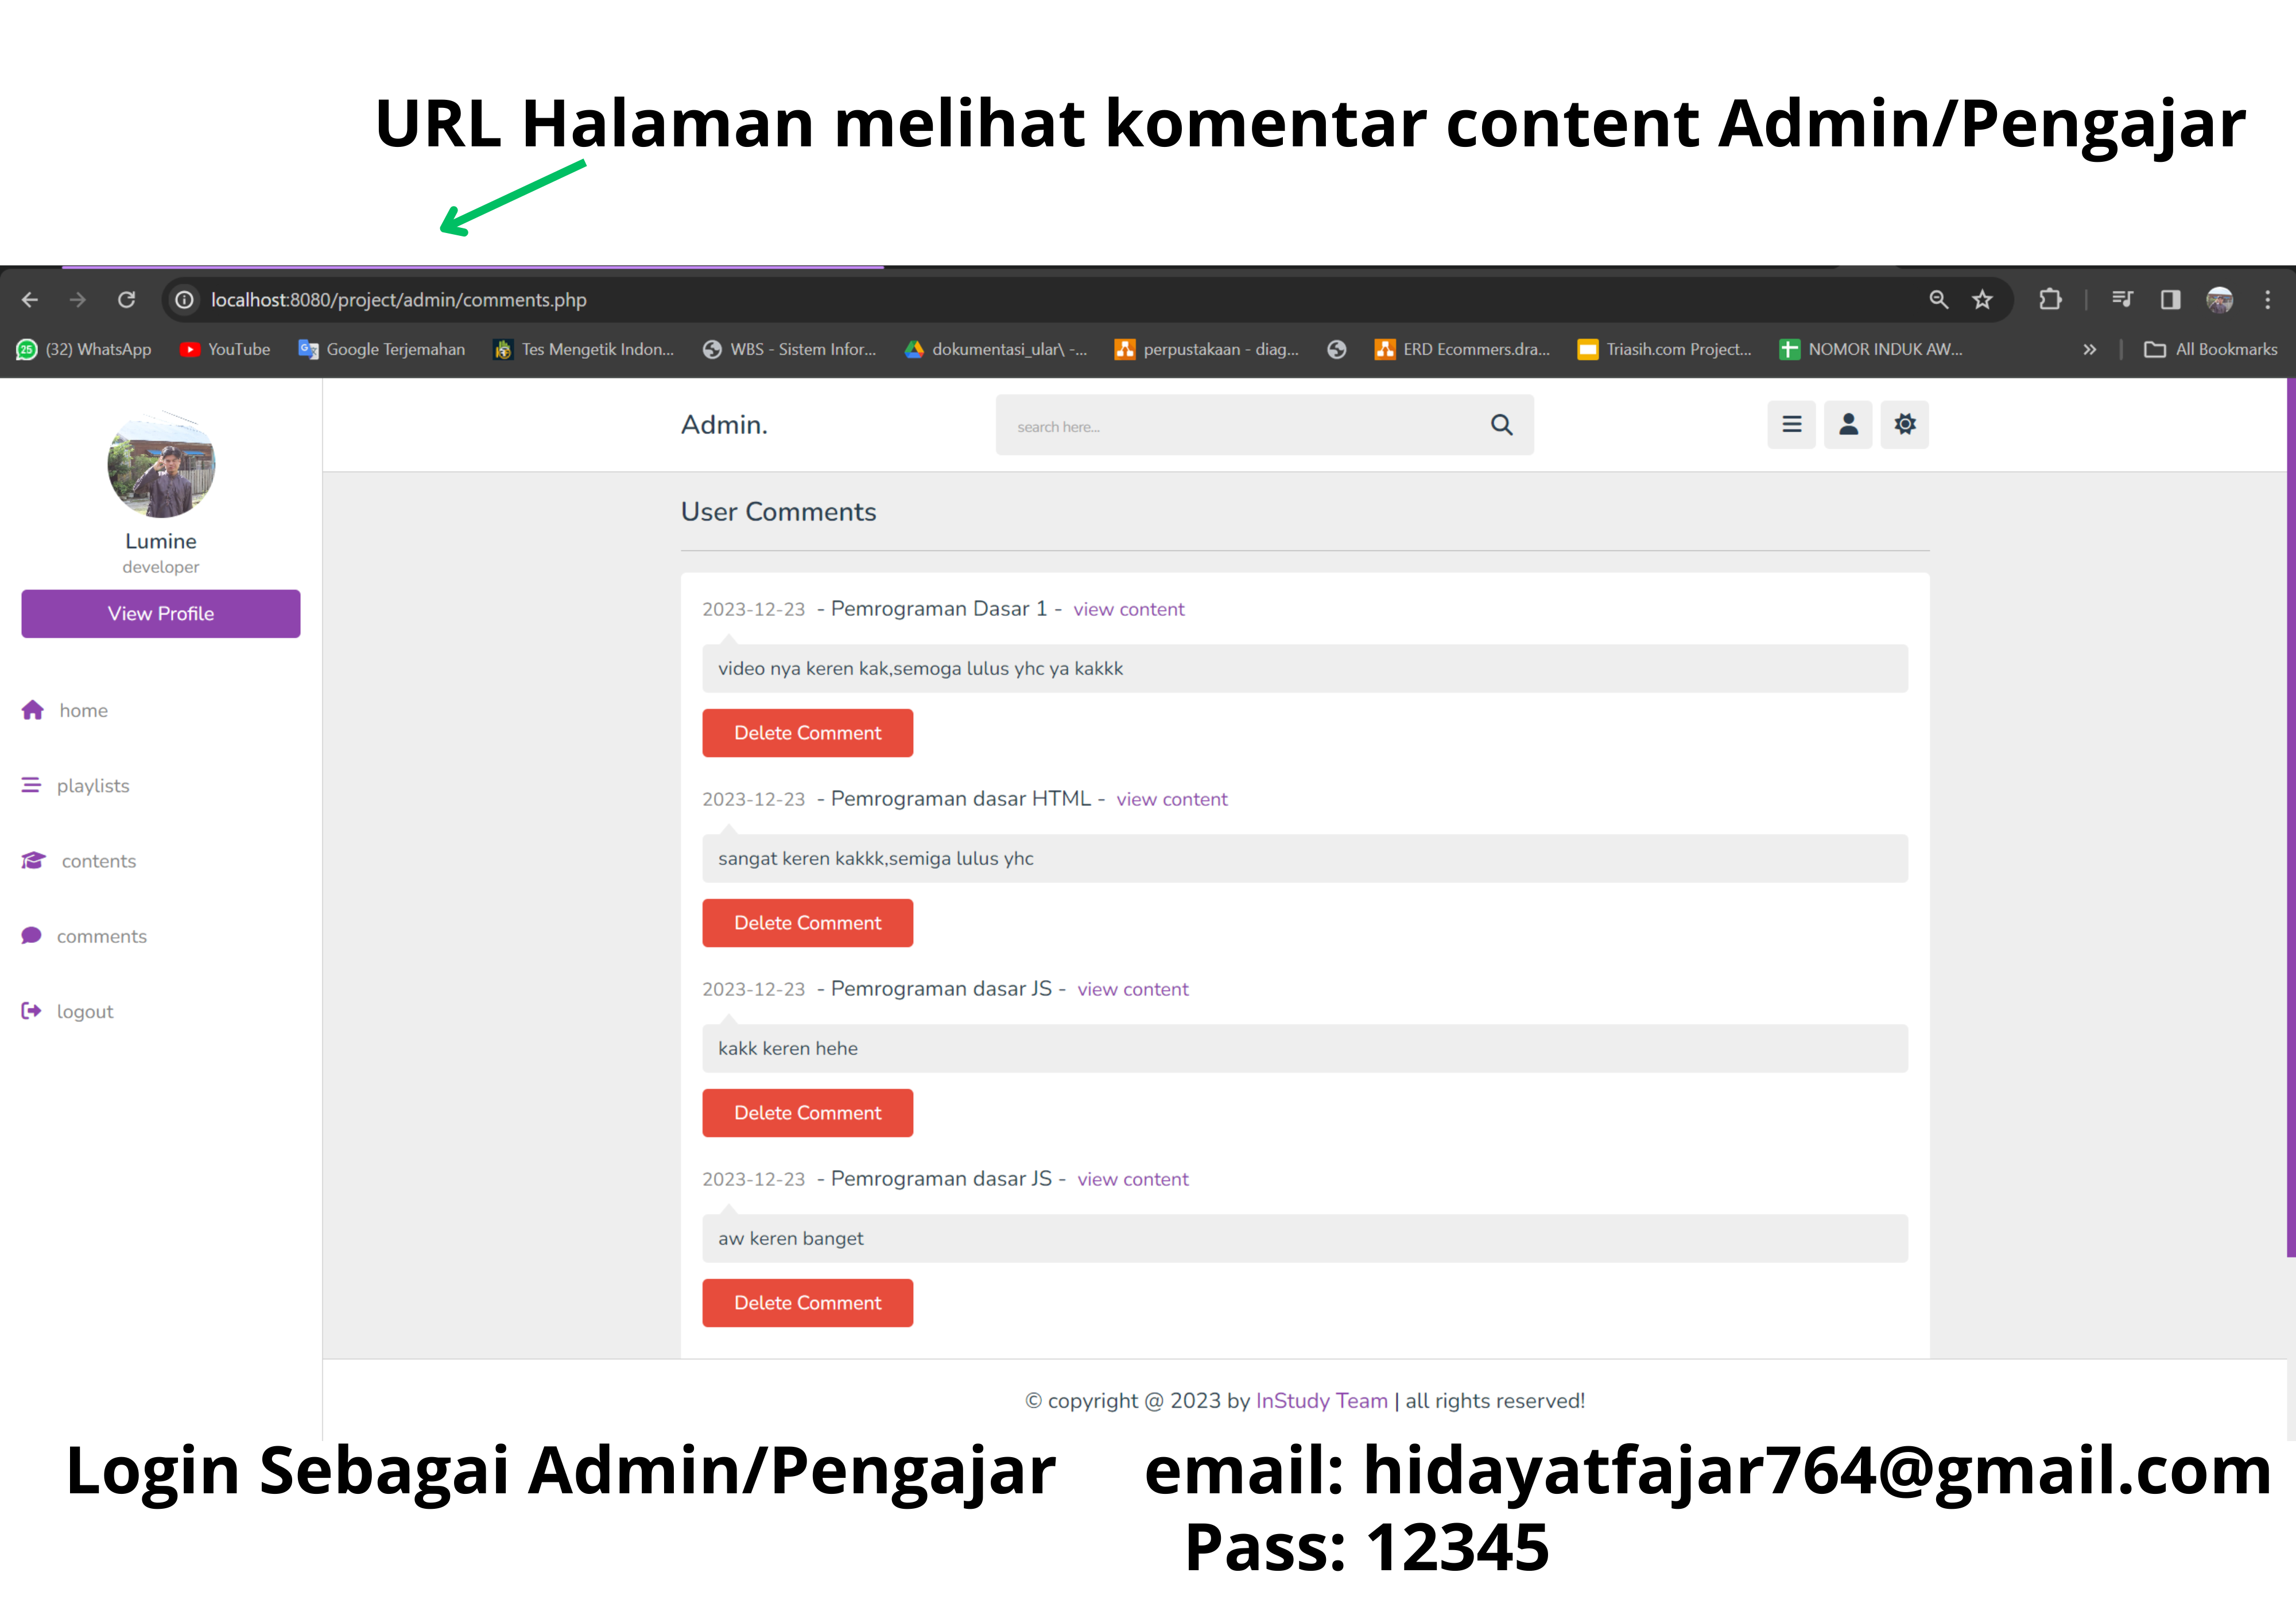 URL Halaman melihat komentar content Admin/Pengajar
localhost:8080/project/admin/comments.php
25 (32) WhatsApp YouTube Google Terjemahan Tes Mengetik Indon... WBS - Sistem Infor... dokumentasi_ular\ -... perpustakaan - diag... ERD Ecommers.dra... Triasih.com Project... NOMOR INDUK AW... » All Bookmarks
Admin.
search here...
Lumine
developer
View Profile
home
playlists
contents
comments
logout
User Comments
2023-12-23 - Pemrograman Dasar 1 - view content
video nya keren kak,semoga lulus yhc ya kakkk
Delete Comment
2023-12-23 - Pemrograman dasar HTML - view content
sangat keren kakkk,semiga lulus yhc
Delete Comment
2023-12-23 - Pemrograman dasar JS - view content
kakk keren hehe
Delete Comment
2023-12-23 - Pemrograman dasar JS - view content
aw keren banget
Delete Comment
© copyright @ 2023 by InStudy Team | all rights reserved!
Login Sebagai Admin/Pengajar email: hidayatfajar764@gmail.com
Pass: 12345